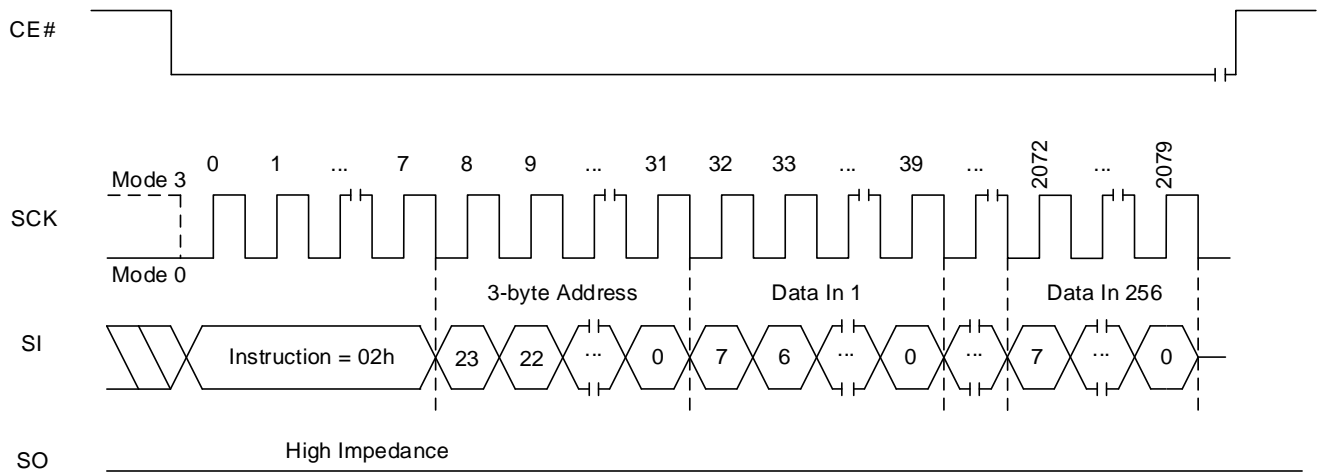 CE#
0 1 ... 7 8 9 ... 31 32 33 ... 39 ... 2072 ... 2079
Mode 3
SCK
Mode 0
3-byte Address Data In 1 Data In 256
SI Instruction = 02h 23 22 ... 0 7 6 ... 0 ... 7 ... 0
High Impedance
SO